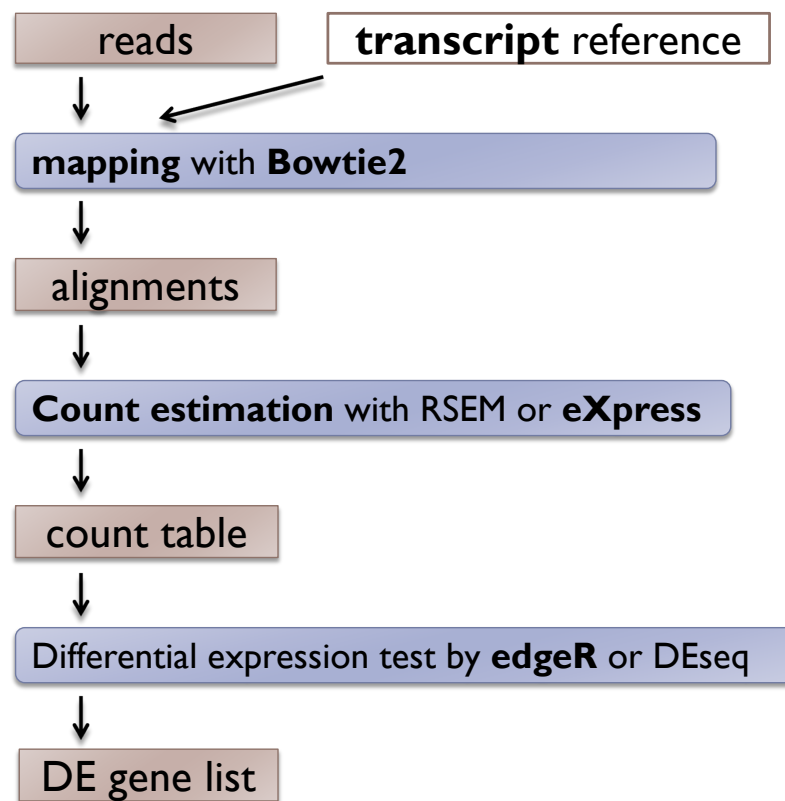 reads
transcript reference
mapping with Bowtie2
alignments
Count estimation with RSEM or eXpress
count table
Differential expression test by edgeR or DEseq
DE gene list